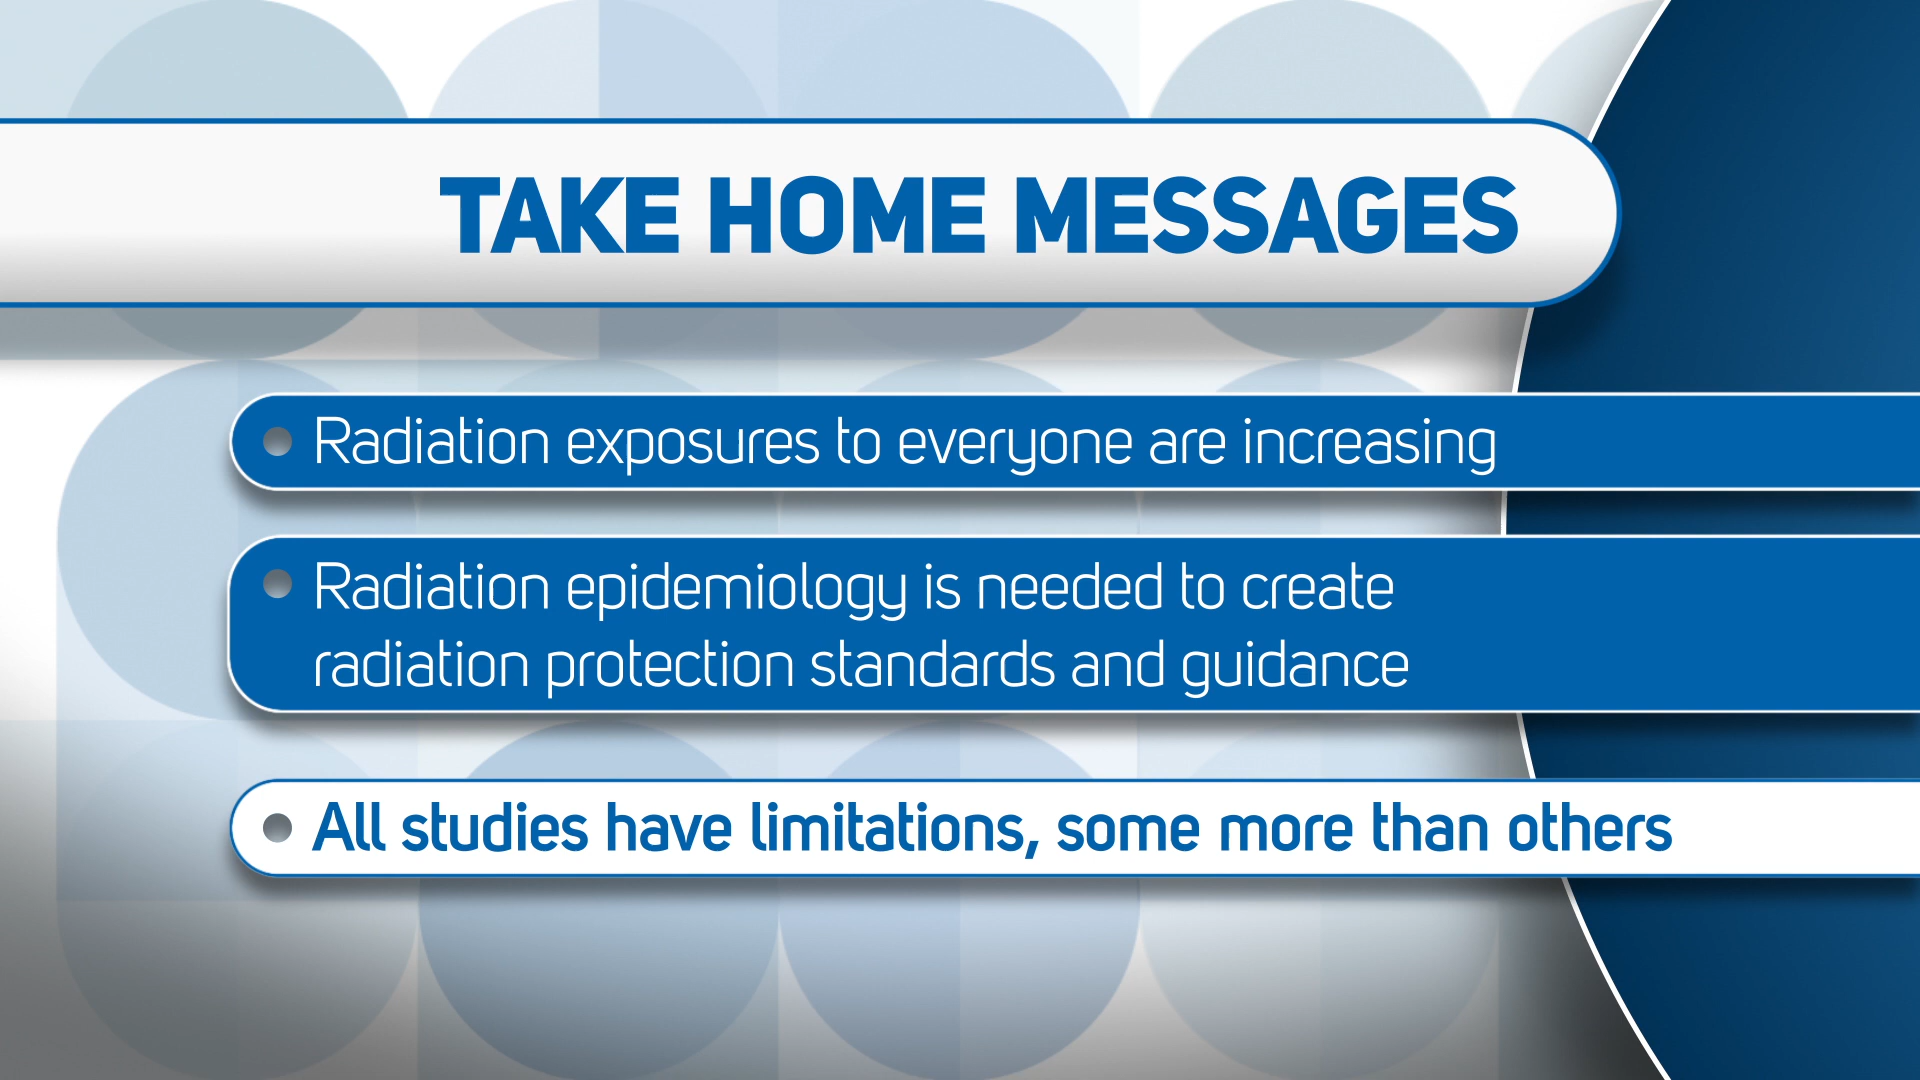 TAKE HOME MESSAGES
• Radiation exposures to everyone are increasing
• Radiation epidemiology is needed to create
radiation protection standards and guidance
• All studies have limitations, some more than others